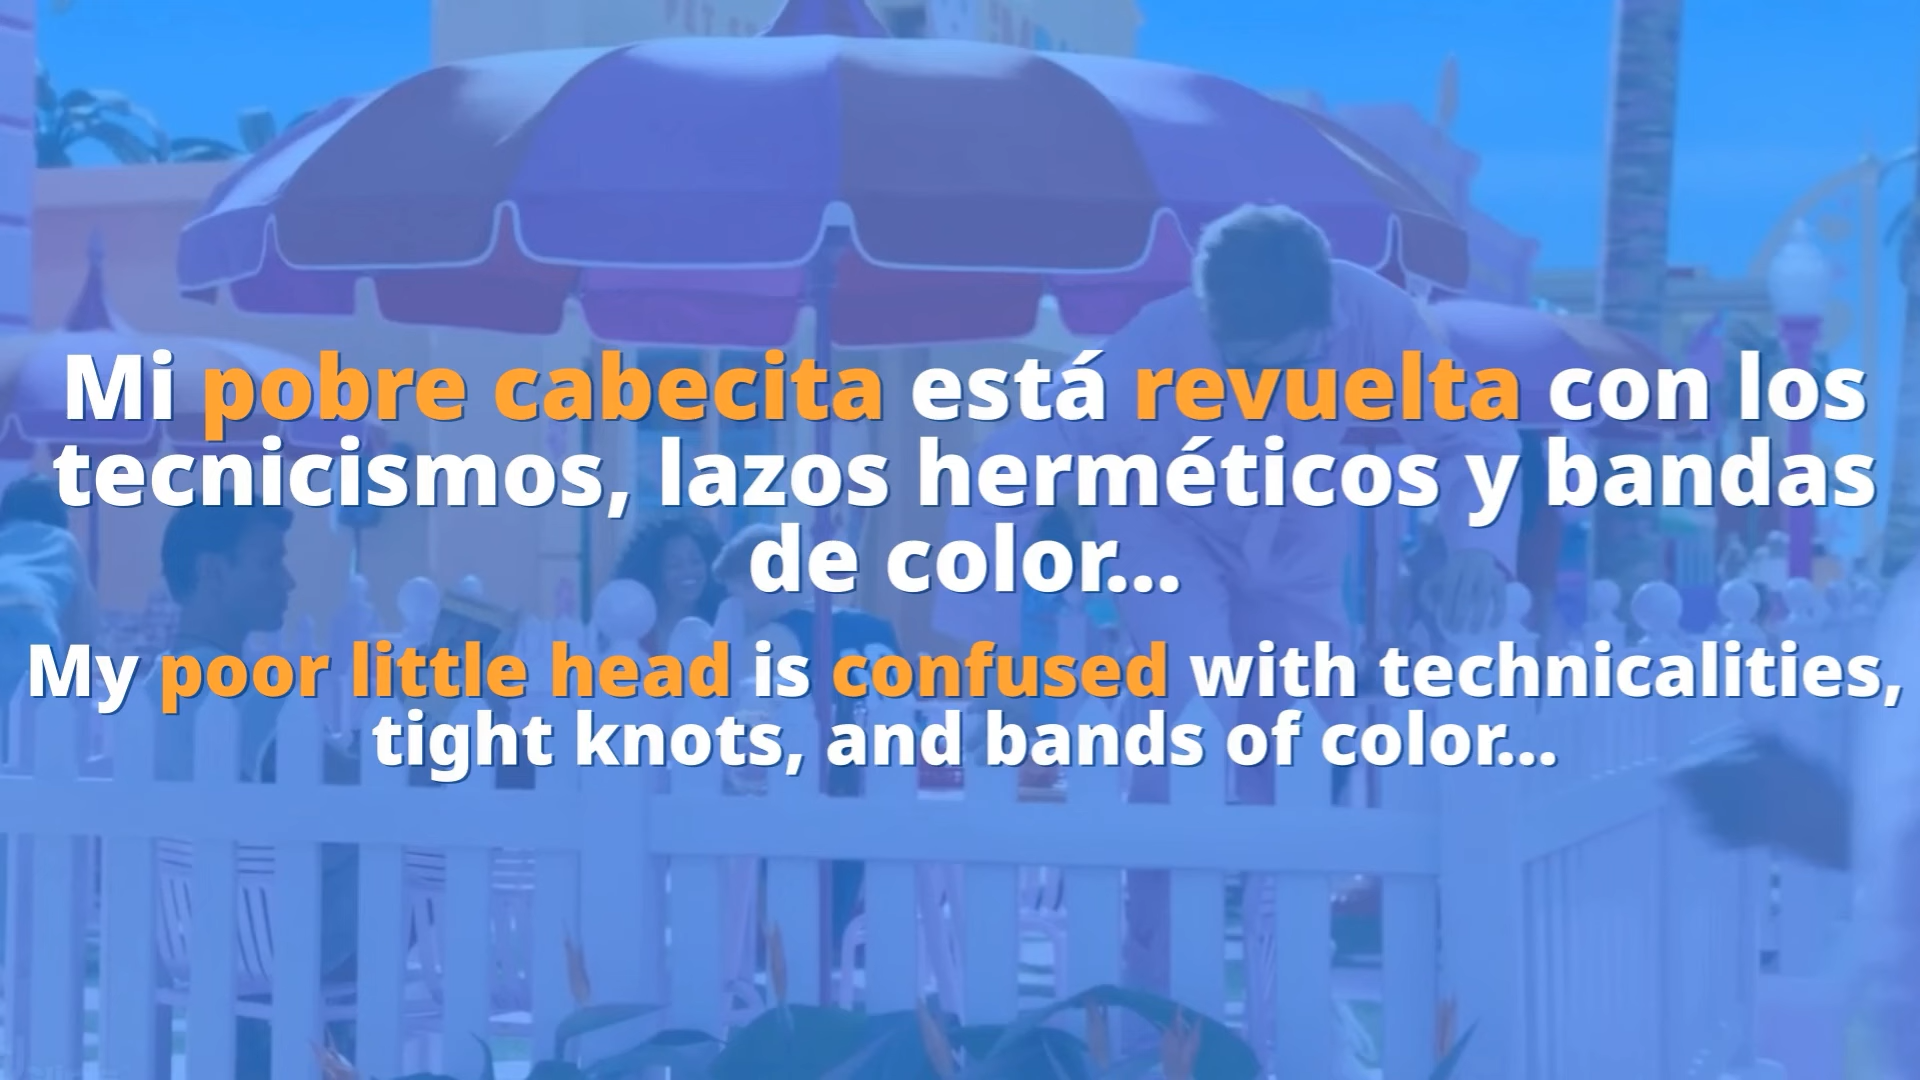 Mi pobre cabecita está revuelta con los
tecnicismos, lazos herméticos y bandas
de color...
My poor little head is confused with technicalities,
tight knots, and bands of color...